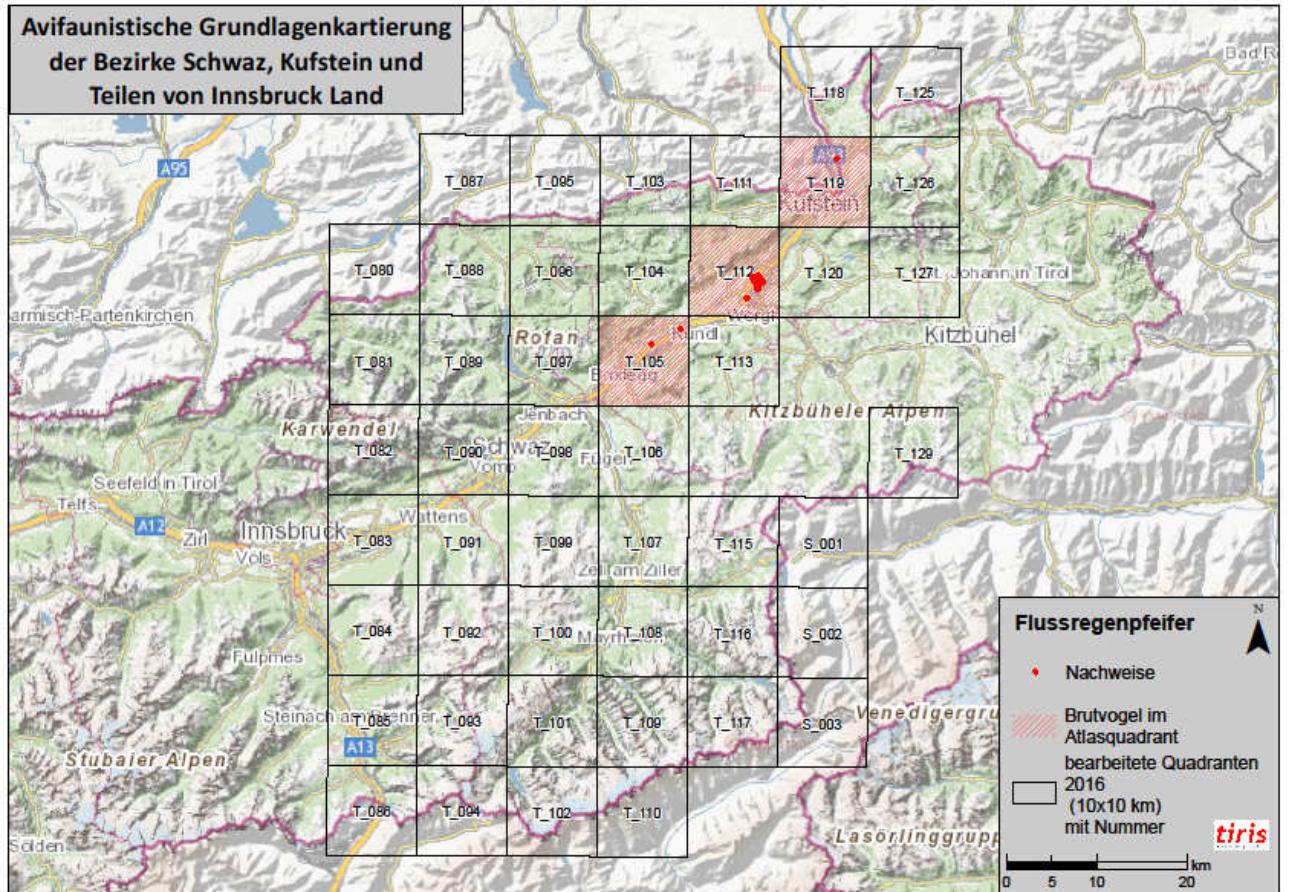 Avifaunistische Grundlagenkartierung
der Bezirke Schwaz, Kufstein und
Teilen von Innsbruck Land
T_118 T_125
A95
T_087 T_095 T_103 T_111 T_119 T_126
Kufstein
T_080 T_088 T_096 T_104 T_112 T_120 T_127 t. Johann in Tirol
armisch-Partenkirchen
Wörgl
Kundl
Kitzbühel
Rofan
T_081 T_089 T_097 T_105 T_113
Jenbach
Kitzbüheler Alpen
Karwendel
Schwaz
T_082 T_090 T_098 T_106 T_129
Vomp
Fügen
Seefeld in Tirol
Telfs
A12
Wattens
Innsbruck
Zirl
T_083 T_091 T_099 T_107 T_115 S_001
Völs
Zell am Ziller
T_084 T_092 T_100 T_108 T_116 S_002
Fulpmes
Steinach am Brenner
T_085 T_093 T_101 T_109 T_117 S_003
Venedigergru
A13
Stubaier Alpen
T_086 T_094 T_102 T_110
Sölden
Lasörlinggrupp
Flussregenpfeifer
N
Nachweise
Brutvogel im
Atlasquadrant
bearbeitete Quadranten
2016
(10x10 km)
mit Nummer
tiris
km
0 5 10 20